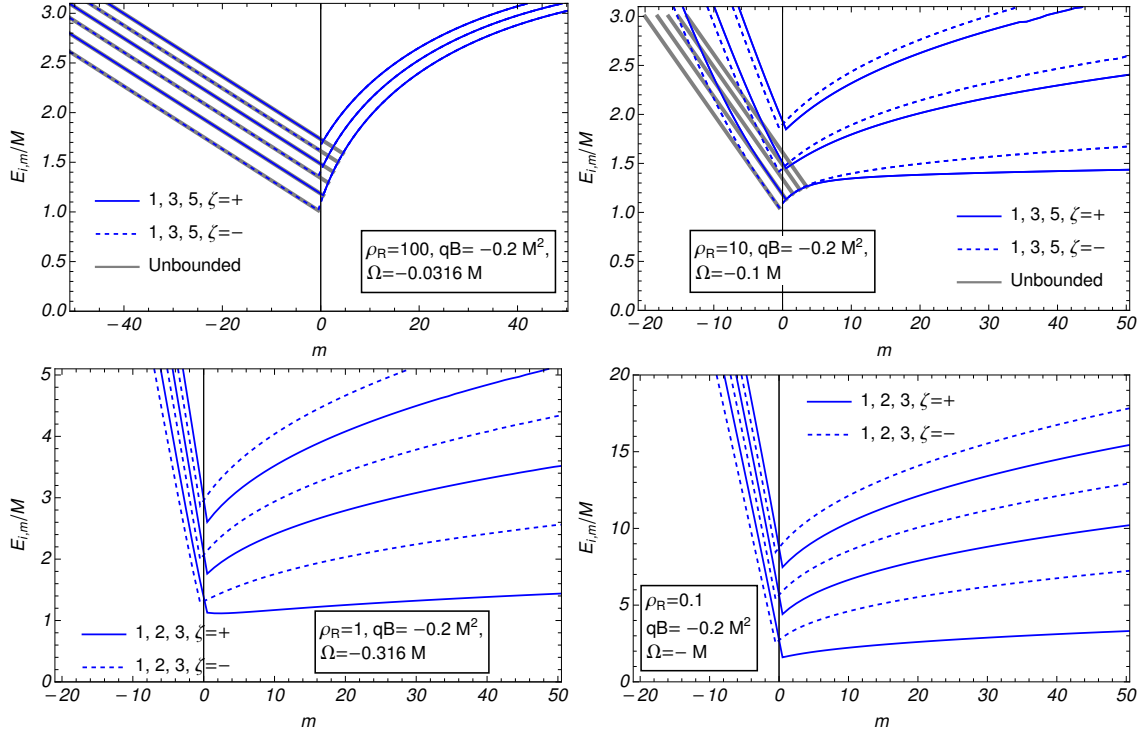 3.0
2.5
2.0
1.5
1.0
0.5
0.0
E_{i,m}/M
1, 3, 5, ζ=+
1, 3, 5, ζ=−
Unbounded
ρ_R=100, qB= −0.2 M²,
Ω=−0.0316 M
−40 −20 0 20 40
m
3.0
2.5
2.0
1.5
1.0
0.5
0.0
E_{i,m}/M
ρ_R=10, qB= −0.2 M²,
Ω=−0.1 M
1, 3, 5, ζ=+
1, 3, 5, ζ=−
Unbounded
−20 −10 0 10 20 30 40 50
m
5
4
3
2
1
0
E_{i,m}/M
1, 2, 3, ζ=+
1, 2, 3, ζ=−
ρ_R=1, qB= −0.2 M²,
Ω=−0.316 M
−20 −10 0 10 20 30 40 50
m
20
15
10
5
0
E_{i,m}/M
1, 2, 3, ζ=+
1, 2, 3, ζ=−
ρ_R=0.1
qB= −0.2 M²
Ω=− M
−20 −10 0 10 20 30 40 50
m